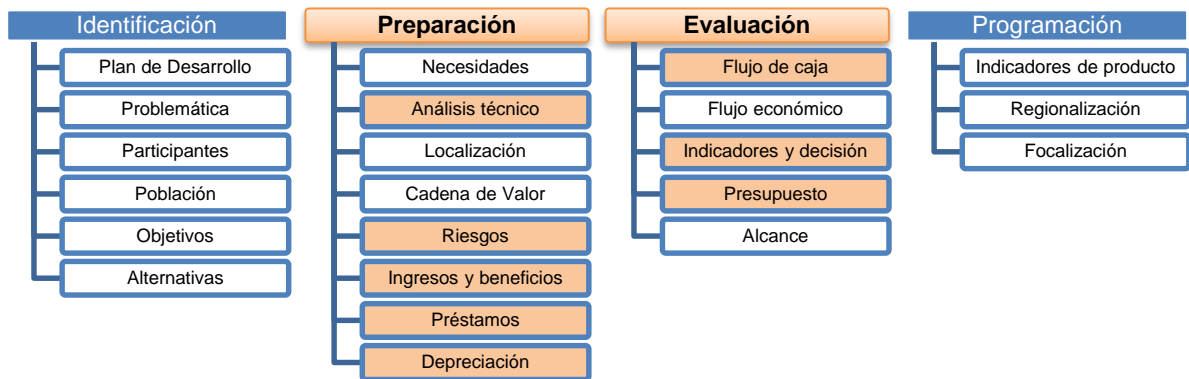 Identificación
Plan de Desarrollo
Problemática
Participantes
Población
Objetivos
Alternativas
Preparación
Necesidades
Análisis técnico
Localización
Cadena de Valor
Riesgos
Ingresos y beneficios
Préstamos
Depreciación
Evaluación
Flujo de caja
Flujo económico
Indicadores y decisión
Presupuesto
Alcance
Programación
Indicadores de producto
Regionalización
Focalización